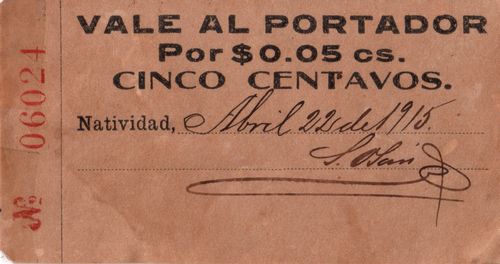 VALE AL PORTADOR
Por $0.05 cs.
CINCO CENTAVOS.
Natividad, Abril 22 de 1915.
S.
№ 06024